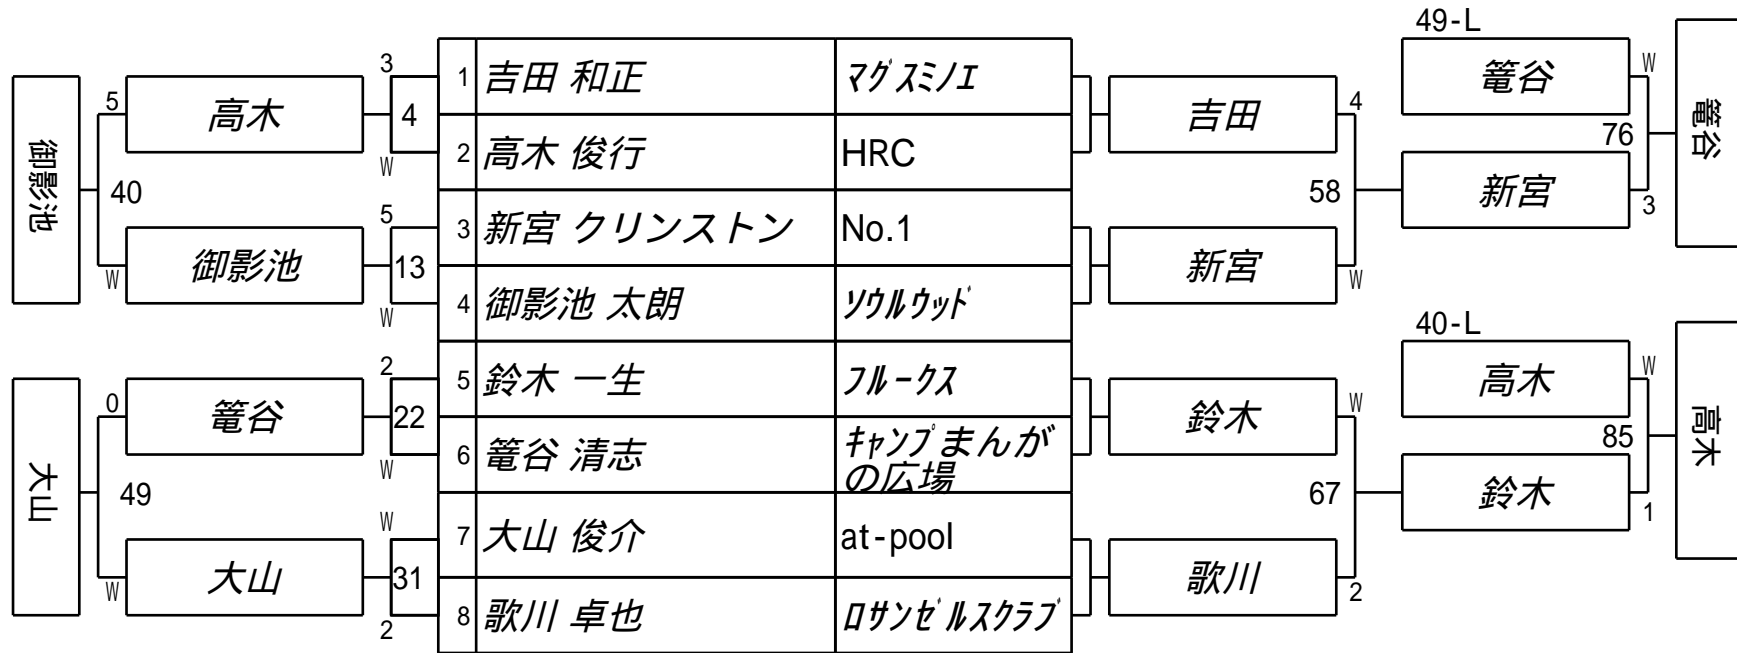 49-L
3
1 吉田 和正 マグスミノエ
W
篭谷
5
高木
4
吉田
4
篭谷
76
御影池
2 高木 俊行 HRC
W
40
58
新宮
3
5
3 新宮 クリンストン No.1
御影池
13
新宮
W
W
4 御影池 太朗 ソウルウッド
W
40-L
2
5 鈴木 一生 フルークス
W
高木
0
篭谷
22
鈴木
W
高木
85
6 篭谷 清志 キャンプまんが
の広場
W
大山
49
67
鈴木
1
W
7 大山 俊介 at-pool
大山
31
歌川
W
2
2
8 歌川 卓也 ロサンゼルスクラブ